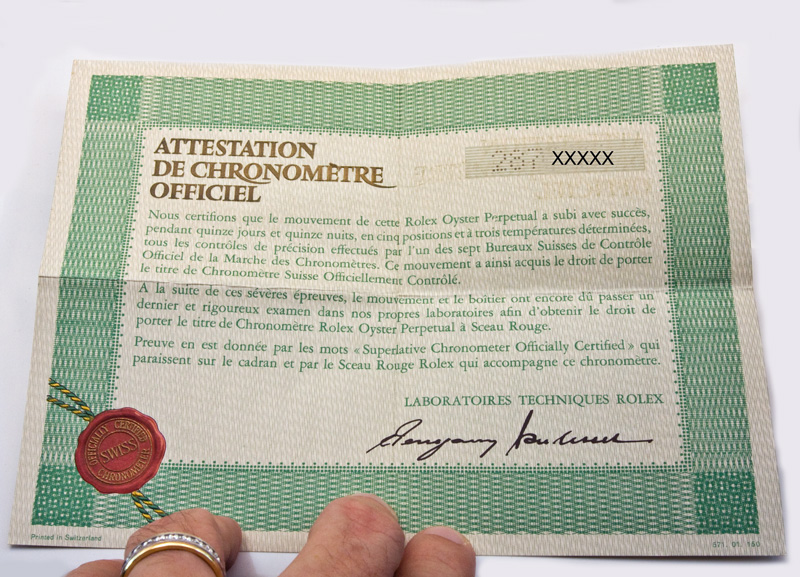 ATTESTATION
DE CHRONOMÈTRE
OFFICIEL
287 XXXXX
Nous certifions que le mouvement de cette Rolex Oyster Perpetual a subi avec succès,
pendant quinze jours et quinze nuits, en cinq positions et à trois températures déterminées,
tous les contrôles de précision effectués par l'un des sept Bureaux Suisses de Contrôle
Officiel de la Marche des Chronomètres. Ce mouvement a ainsi acquis le droit de porter
le titre de Chronomètre Suisse Officiellement Contrôlé.
A la suite de ces sévères épreuves, le mouvement et le boîtier ont encore dû passer un
dernier et rigoureux examen dans nos propres laboratoires afin d'obtenir le droit de
porter le titre de Chronomètre Rolex Oyster Perpetual à Sceau Rouge.
Preuve en est donnée par les mots « Superlative Chronometer Officially Certified » qui
paraissent sur le cadran et par le Sceau Rouge Rolex qui accompagne ce chronomètre.
LABORATOIRES TECHNIQUES ROLEX
OFFICIALLY CERTIFIED
SWISS
CHRONOMETER
Printed in Switzerland
571. 01. 150